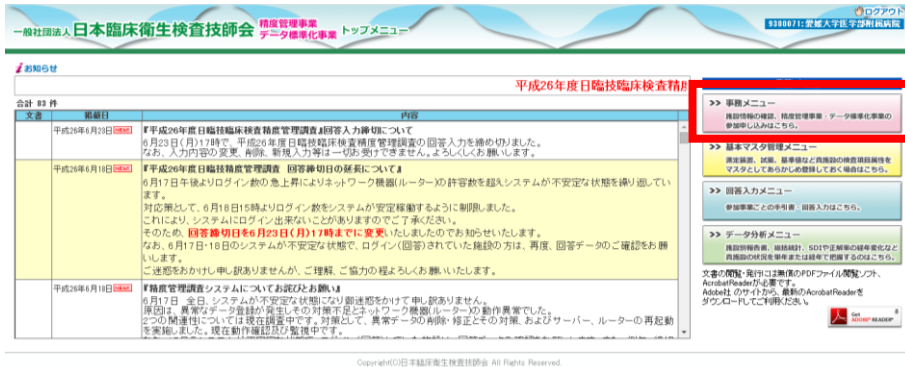 ログアウト
一般社団法人日本臨床衛生検査技師会 精度管理事業 データ標準化事業 トップメニュー
9380071:愛媛大学医学部附属病院
お知らせ
平成26年度日臨技臨床検査精
合計 83 件
文書 掲載日 内容
平成26年6月23日
『平成26年度日臨技臨床検査精度管理調査』回答入力締切について
6月23日(月)17時で、平成26年度日臨技臨床検査精度管理調査の回答入力を締め切りました。
なお、入力内容の変更、削除、新規入力等は一切お受けできません。よろしくお願いします。
平成26年6月18日
『平成26年度日臨技精度管理調査 回答締切日の延長について』
6月17日午後よりログイン数の急上昇によりネットワーク機器(ルーター)の許容数を超えシステムが不安定な状態を繰り返しています。
対応策として、6月18日15時よりログイン数をシステムが安定稼働するように制限しました。
これにより、システムにログイン出来ないことがありますのでご了承ください。
そのため、回答締切日を6月23日(月)17時までに変更いたしましたのでお知らせいたします。
なお、6月17日・18日のシステムが不安定な状態で、ログイン(回答)されていた施設の方は、再度、回答データのご確認をお願いします。
ご迷惑をおかけし申し訳ありませんが、ご理解、ご協力の程よろしくお願いいたします。
平成26年6月18日
『精度管理調査システムについてお詫びとお願い』
6月17日 全日、システムが不安定な状態になり御迷惑をかけて申し訳ありません。
原因は、異常なデータ登録が発生しその対策不足とネットワーク機器(ルーター)の動作異常でした。
2つの関連性については現在調査中です。対策として、異常データの削除・修正とその対策、およびサーバー、ルーターの再起動を実施しました。現在動作確認及び監視中です。
>> 事務メニュー
施設情報の確認、精度管理事業・データ標準化事業の
参加申し込みはこちら。
>> 基本マスタ管理メニュー
測定装置、試薬、基準値など貴施設の検査項目属性を
マスタとしてあらかじめ登録しておく場合はこちら。
>> 回答入力メニュー
参加事業ごとの手引書、回答入力はこちら。
>> データ分析メニュー
施設別報告書、総括統計、SDIや正解率の経年変化など
貴施設の状況を単年または経年で把握するのはこちら。
文書の閲覧・発行には無償のPDFファイル閲覧ソフト、
AcrobatReaderが必要です。
Adobe社 のサイトから、最新のAcrobatReaderを
ダウンロードしてご利用ください。
Get ADOBE READER
Copyright(C)日本臨床衛生検査技師会 All Rights Reserved.